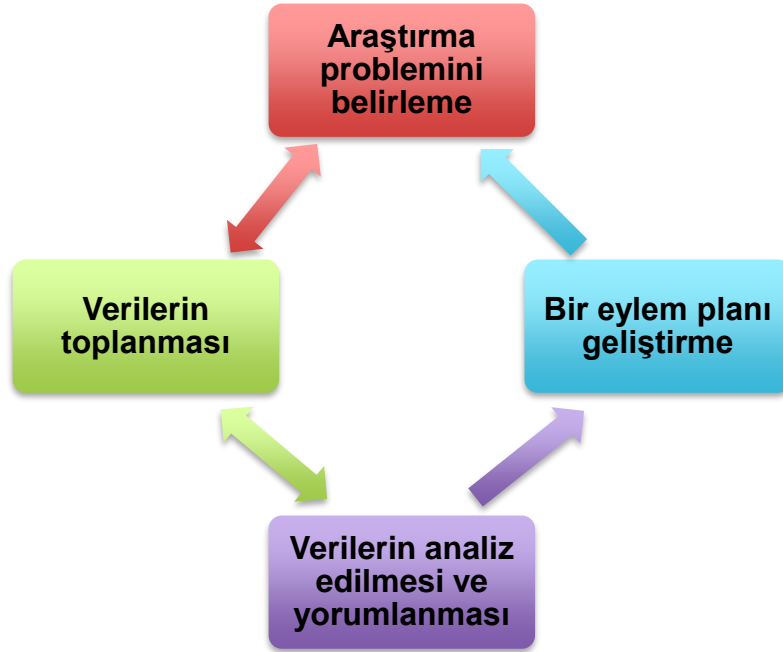 Araştırma
problemini
belirleme
Verilerin
toplanması
Bir eylem planı
geliştirme
Verilerin analiz
edilmesi ve
yorumlanması